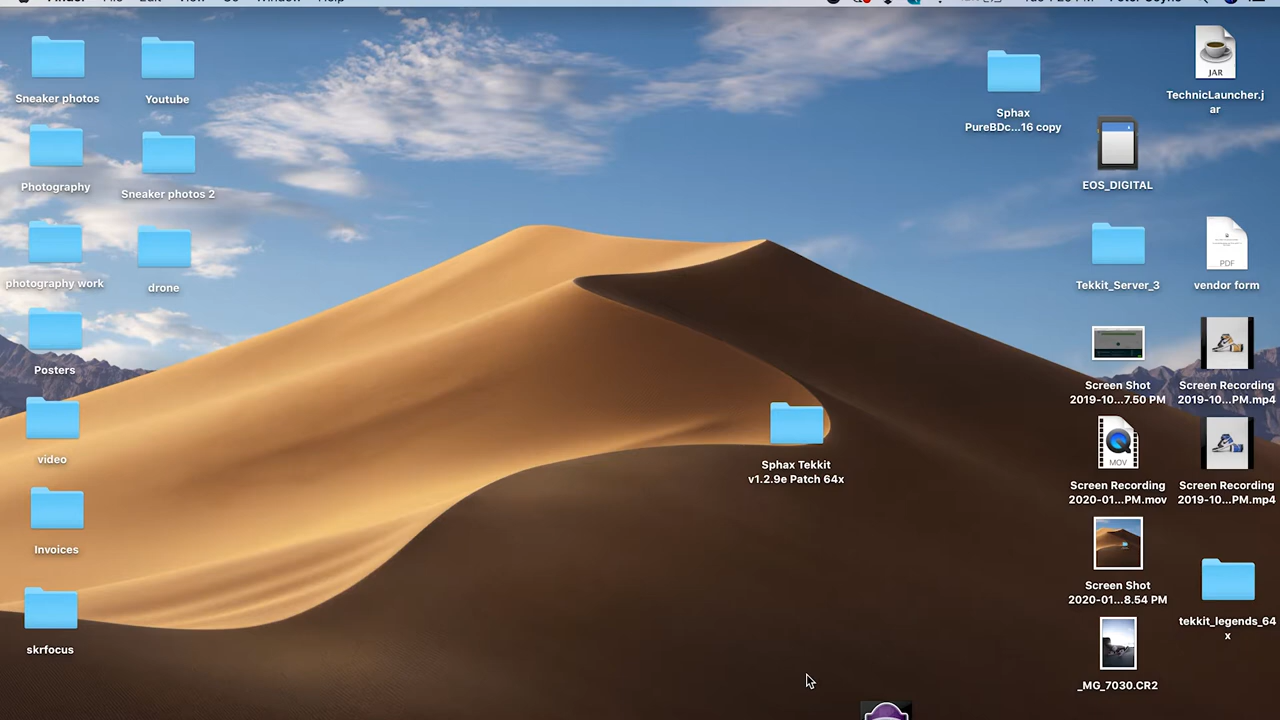 Sneaker photos
Youtube
Photography
Sneaker photos 2
photography work
drone
Posters
video
Invoices
skrfocus
Sphax
PureBDc...16 copy
TechnicLauncher.j
ar
JAR
EOS_DIGITAL
Tekkit_Server_3
vendor form
PDF
Screen Shot
2019-10...7.50 PM
Screen Recording
2019-10...PM.mp4
Sphax Tekkit
v1.2.9e Patch 64x
MOV
Screen Recording
2020-01...PM.mov
Screen Recording
2019-10...PM.mp4
Screen Shot
2020-01...8.54 PM
tekkit_legends_64
x
_MG_7030.CR2